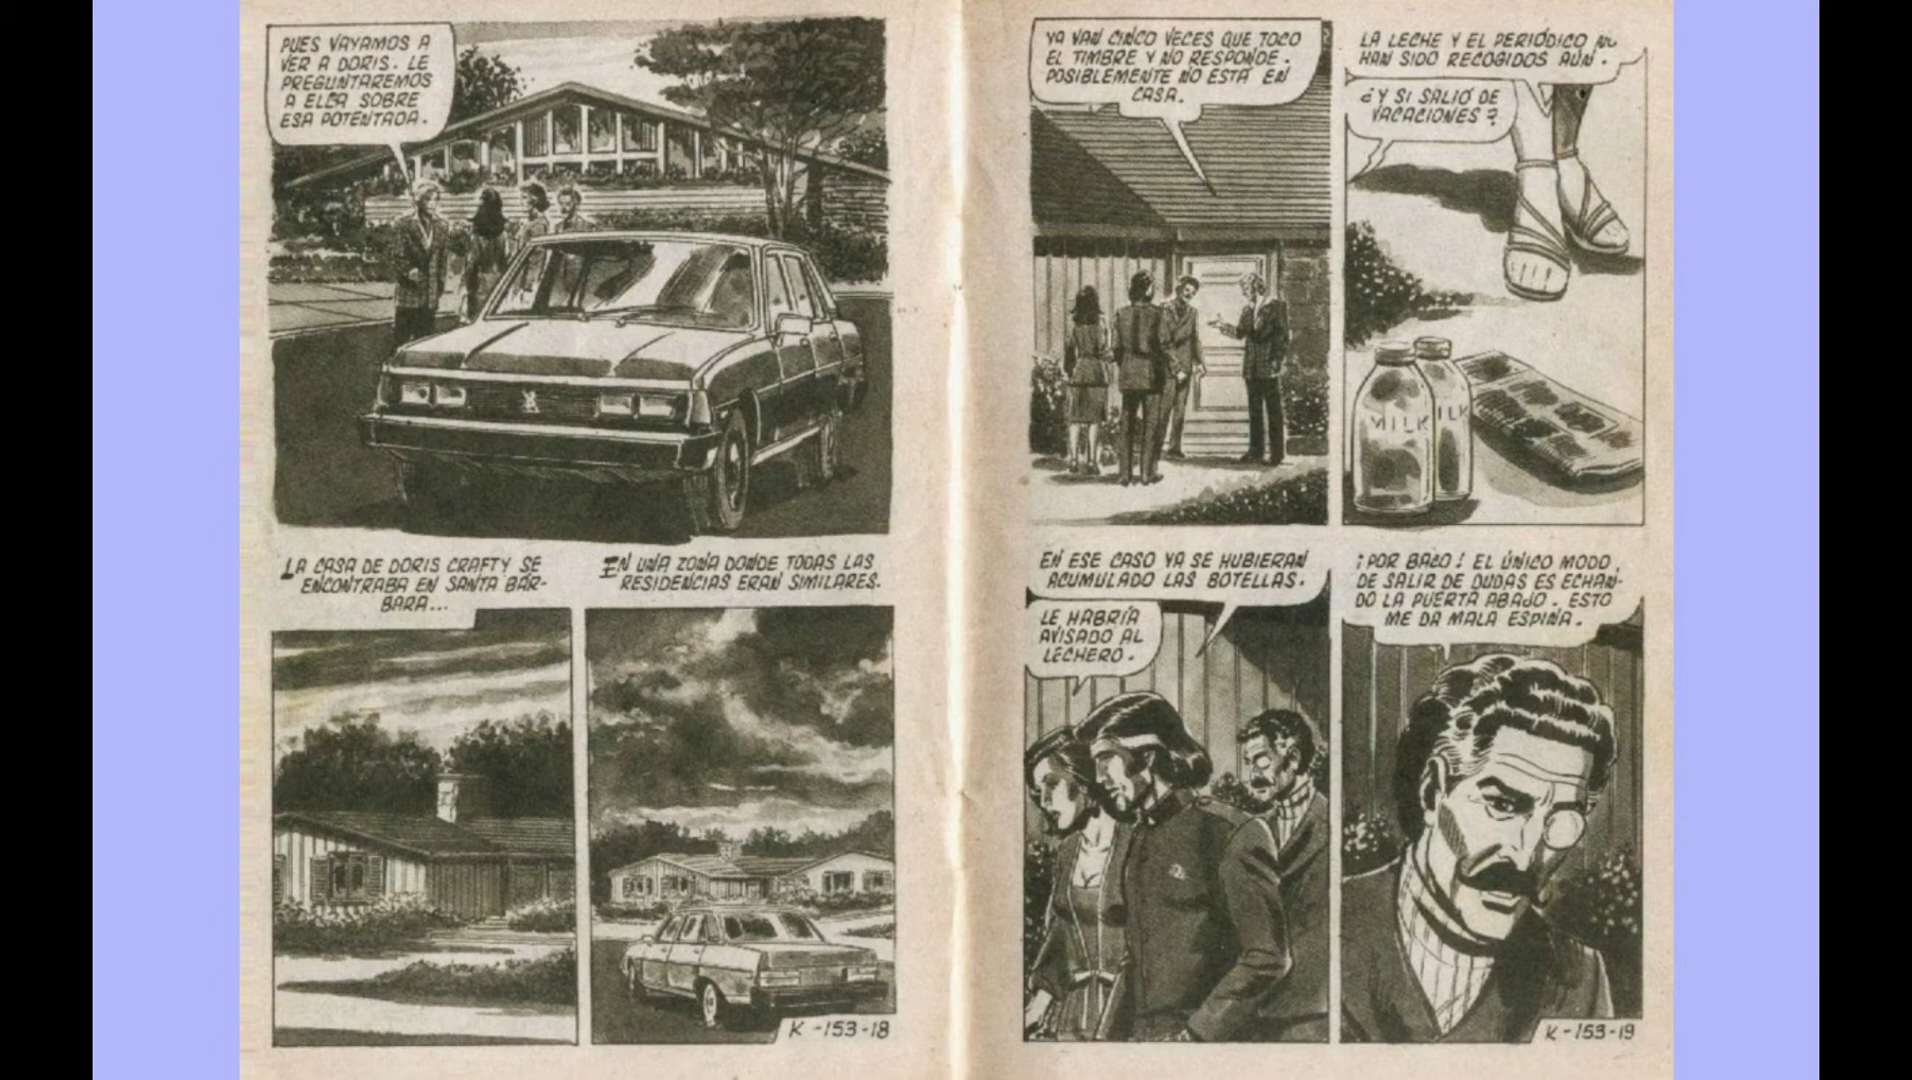 PUES VAYAMOS A
VER A DORIS. LE
PREGUNTAREMOS
A ELLA SOBRE
ESA POTENTADA.
LA CASA DE DORIS CRAFTY SE
ENCONTRABA EN SANTA BÁR-
BARA...
EN UNA ZONA DONDE TODAS LAS
RESIDENCIAS ERAN SIMILARES.
K-153-18
YA VAN CINCO VECES QUE TOCO
EL TIMBRE Y NO RESPONDE.
POSIBLEMENTE NO ESTÁ EN
CASA.
LA LECHE Y EL PERIÓDICO NO
HAN SIDO RECOGIDOS AÚN.
¿Y SI SALIÓ DE
VACACIONES?
MILK
ILK
EN ESE CASO YA SE HUBIERAN
ACUMULADO LAS BOTELLAS.
LE HABRÍA
AVISADO AL
LECHERO.
¡POR BACO! EL ÚNICO MODO
DE SALIR DE DUDAS ES ECHAN-
DO LA PUERTA ABAJO. ESTO
ME DA MALA ESPINA.
K-153-19